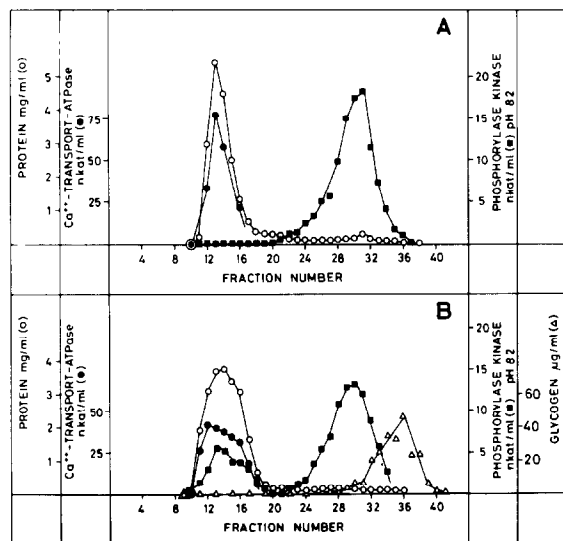 A
PROTEIN mg/ml (o)
5
4
3
2
1
Ca++-TRANSPORT-ATPase
nkat/ml (●)
75
50
25
20
15
10
5
PHOSPHORYLASE KINASE
nkat/ml (■) pH 8.2
4 8 12 16 20 24 28 32 36 40
FRACTION NUMBER
B
PROTEIN mg/ml (o)
4
3
2
1
Ca++-TRANSPORT-ATPase
nkat/ml (●)
50
25
15
10
5
PHOSPHORYLASE KINASE
nkat/ml (■) pH 8.2
60
40
20
GLYCOGEN µg/ml (Δ)
4 8 12 16 20 24 28 32 36 40
FRACTION NUMBER